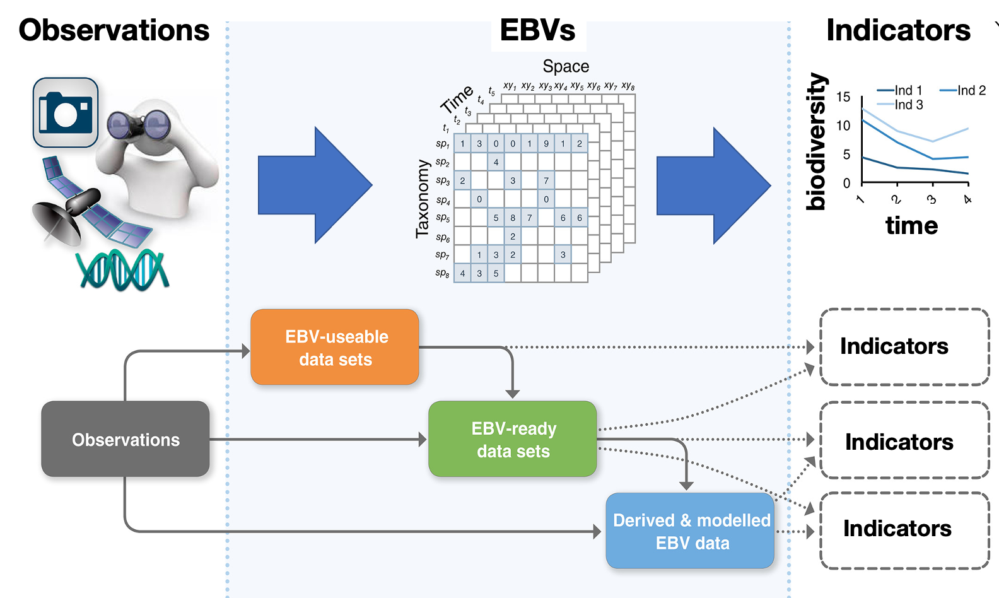 Observations
EBVs
Indicators
Space
Time
xy1 xy2 xy3 xy4 xy5 xy6 xy7 xy8
t5
t4
t3
t2
t1
Taxonomy
sp1 1 3 0 0 1 9 1 2
sp2 4
sp3 2 3 7
sp4 0 0
sp5 5 8 7 6 6
sp6 2
sp7 1 3 2 3
sp8 4 3 5
biodiversity
Ind 1 Ind 2
Ind 3
15
10
5
0
1 2 3 4
time
EBV-useable
data sets
Indicators
Observations
EBV-ready
data sets
Indicators
Derived & modelled
EBV data
Indicators